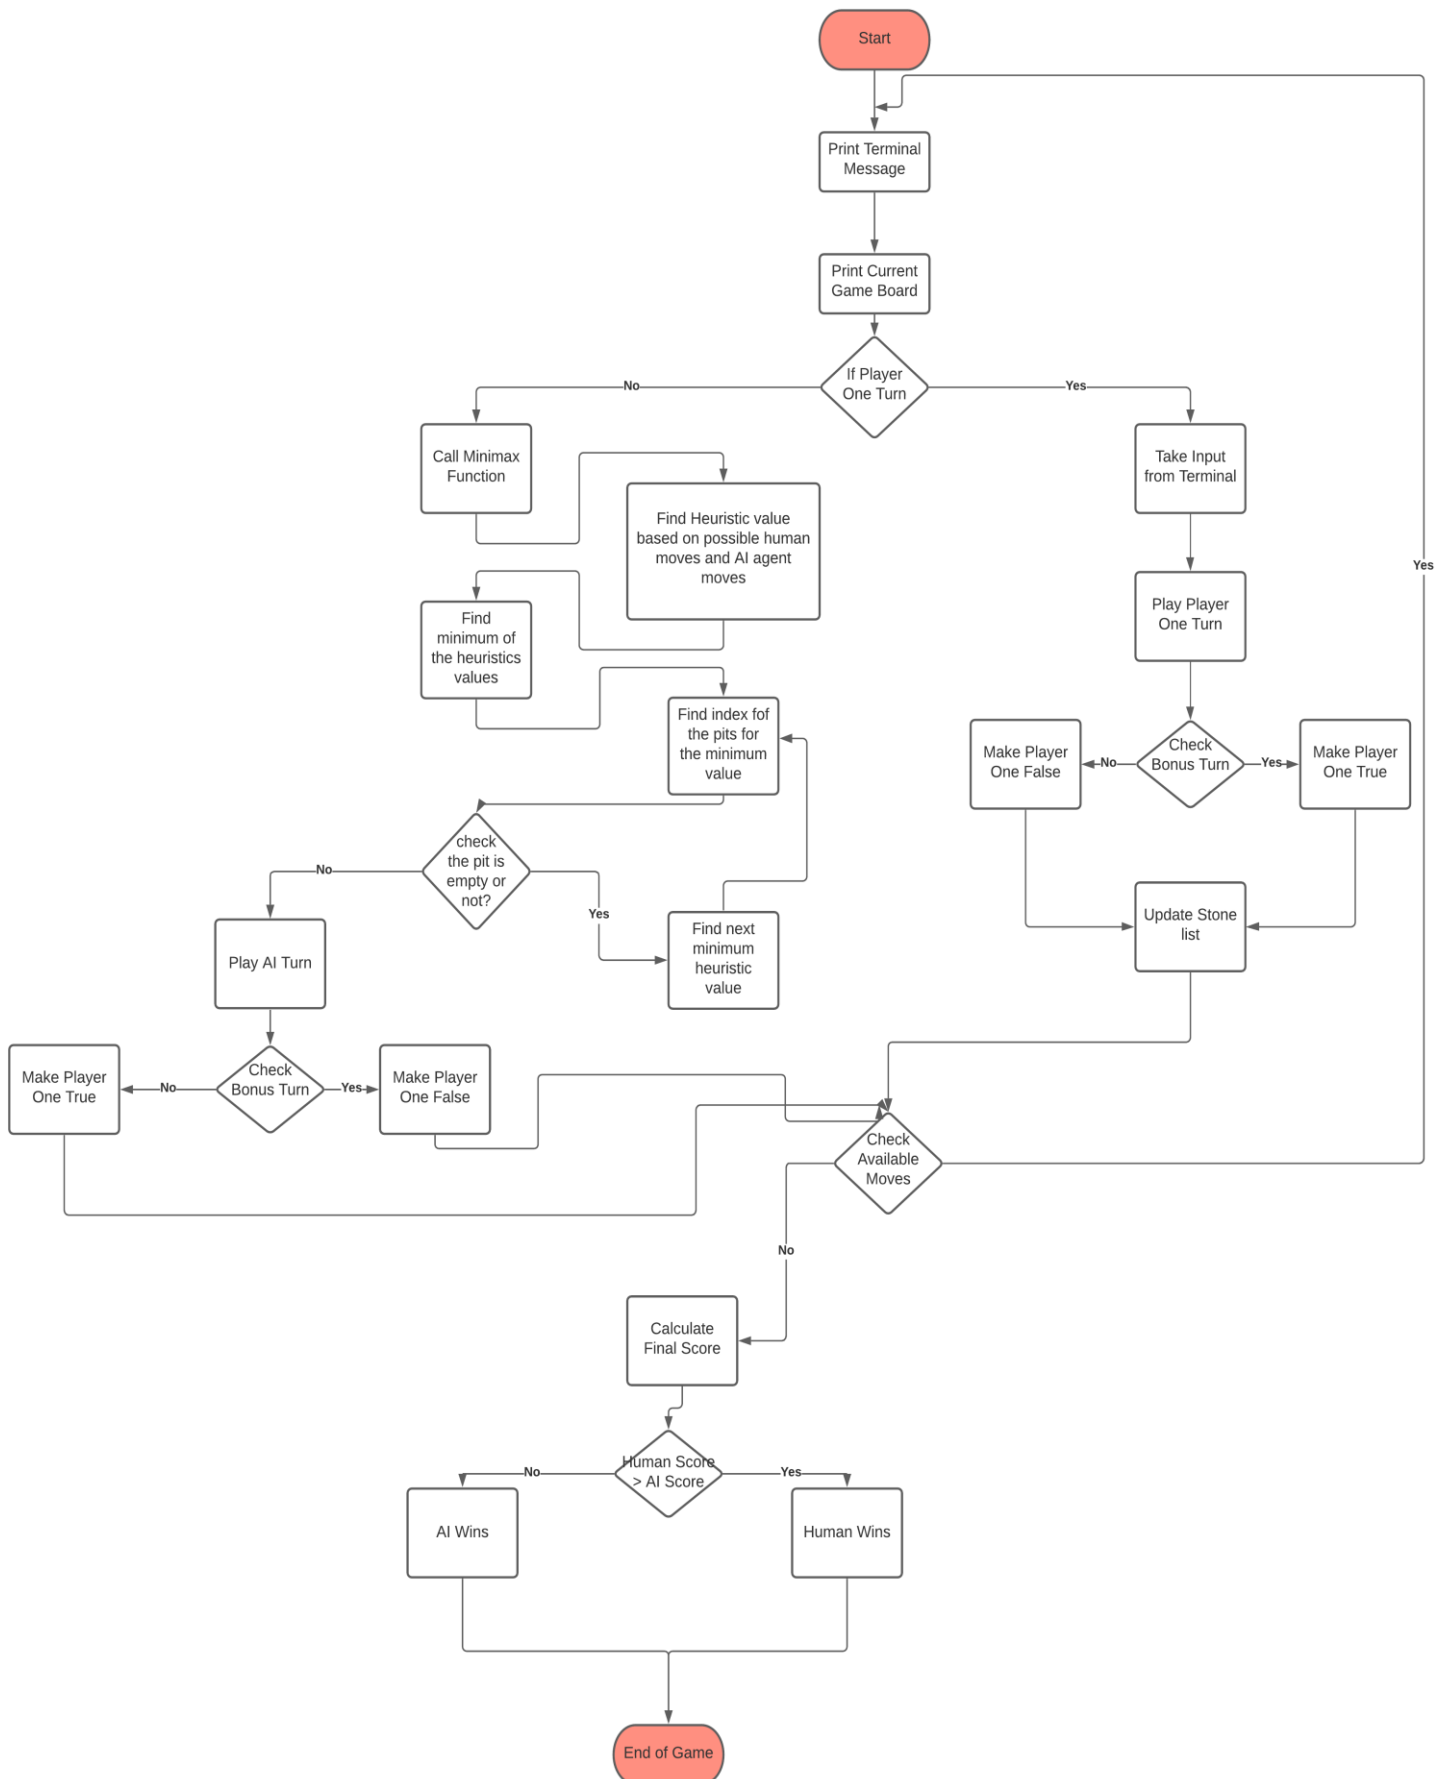 Start
Print Terminal
Message
Print Current
Game Board
If Player
One Turn
No
Yes
Call Minimax
Function
Take Input
from Terminal
Find Heuristic value
based on possible human
moves and AI agent
moves
Yes
Find
minimum of
the heuristics
values
Play Player
One Turn
Find index fof
the pits for
the minimum
value
Make Player
One False
No
Check
Bonus Turn
Yes
Make Player
One True
check
the pit is
empty or
not?
No
Yes
Find next
minimum
heuristic
value
Update Stone
list
Play AI Turn
Make Player
One True
No
Check
Bonus Turn
Yes
Make Player
One False
Check
Available
Moves
No
Calculate
Final Score
Human Score
> AI Score
No
Yes
AI Wins
Human Wins
End of Game